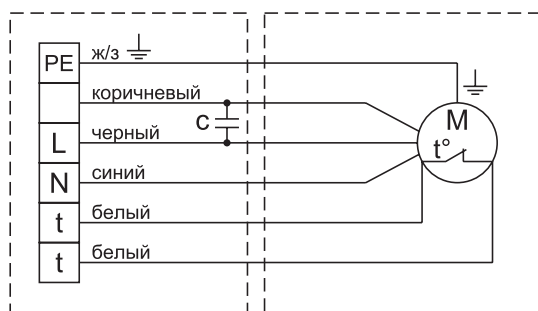 PE ж/з
коричневый
C
L черный
N синий
t белый
t белый
M
t°